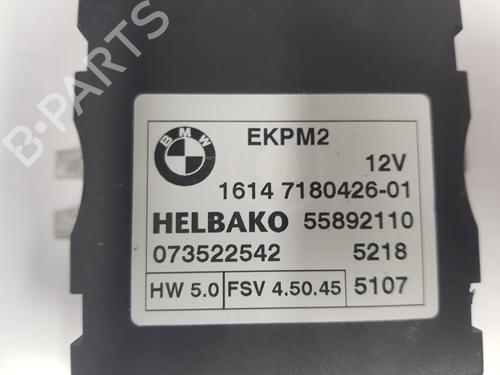 B-PARTS
BMW
EKPM2
12V
1614 7180426-01
HELBAKO 55892110
073522542 5218
HW 5.0 FSV 4.50.45 5107